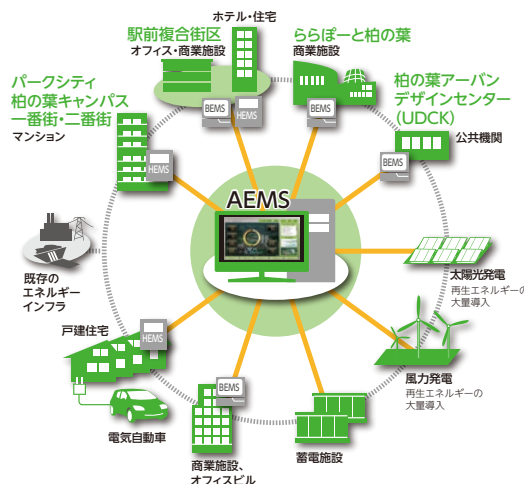 ホテル・住宅
駅前複合街区
オフィス・商業施設
BEMS
HEMS
ららぽーと柏の葉
商業施設
BEMS
柏の葉アーバン
デザインセンター
(UDCK)
公共機関
BEMS
パークシティ
柏の葉キャンパス
一番街・二番街
マンション
HEMS
AEMS
既存の
エネルギー
インフラ
太陽光発電
再生エネルギーの
大量導入
風力発電
再生エネルギーの
大量導入
戸建住宅
HEMS
電気自動車
BEMS
商業施設、
オフィスビル
蓄電施設